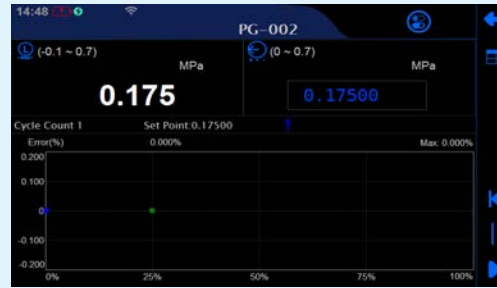 14:48
PG-002
(-0.1 ~ 0.7)
MPa
(0 ~ 0.7)
MPa
0.175
0.17500
Cycle Count 1 Set Point:0.17500
Error(%) 0.000% Max: 0.000%
0.200
0.100
0
-0.100
-0.200
0% 25% 50% 75% 100%